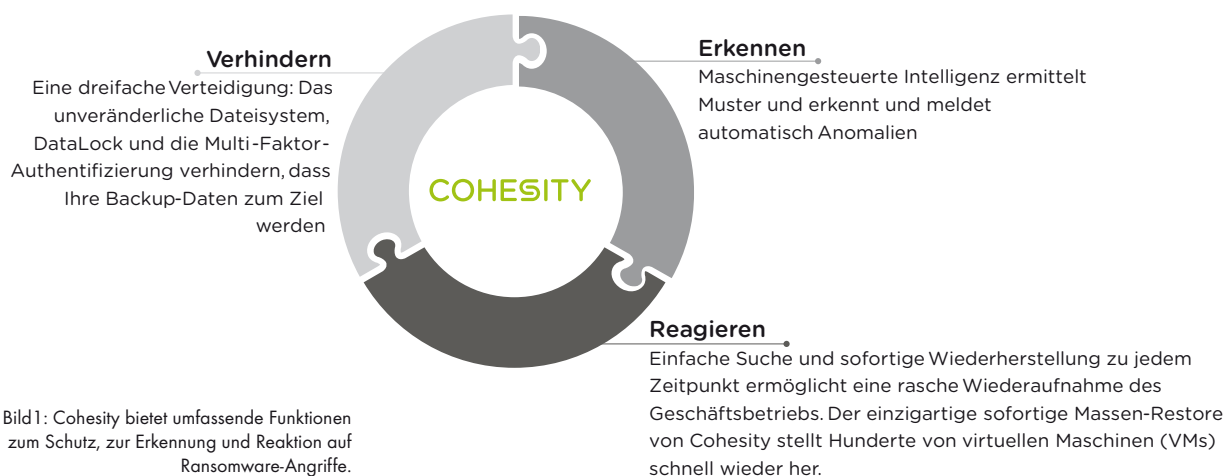 Verhindern
Eine dreifache Verteidigung: Das
unveränderliche Dateisystem,
DataLock und die Multi-Faktor-
Authentifizierung verhindern, dass
Ihre Backup-Daten zum Ziel
werden
Erkennen
Maschinengesteuerte Intelligenz ermittelt
Muster und erkennt und meldet
automatisch Anomalien
COHESITY
Reagieren
Einfache Suche und sofortige Wiederherstellung zu jedem
Zeitpunkt ermöglicht eine rasche Wiederaufnahme des
Geschäftsbetriebs. Der einzigartige sofortige Massen-Restore
von Cohesity stellt Hunderte von virtuellen Maschinen (VMs)
schnell wieder her.
Bild 1: Cohesity bietet umfassende Funktionen
zum Schutz, zur Erkennung und Reaktion auf
Ransomware-Angriffe.